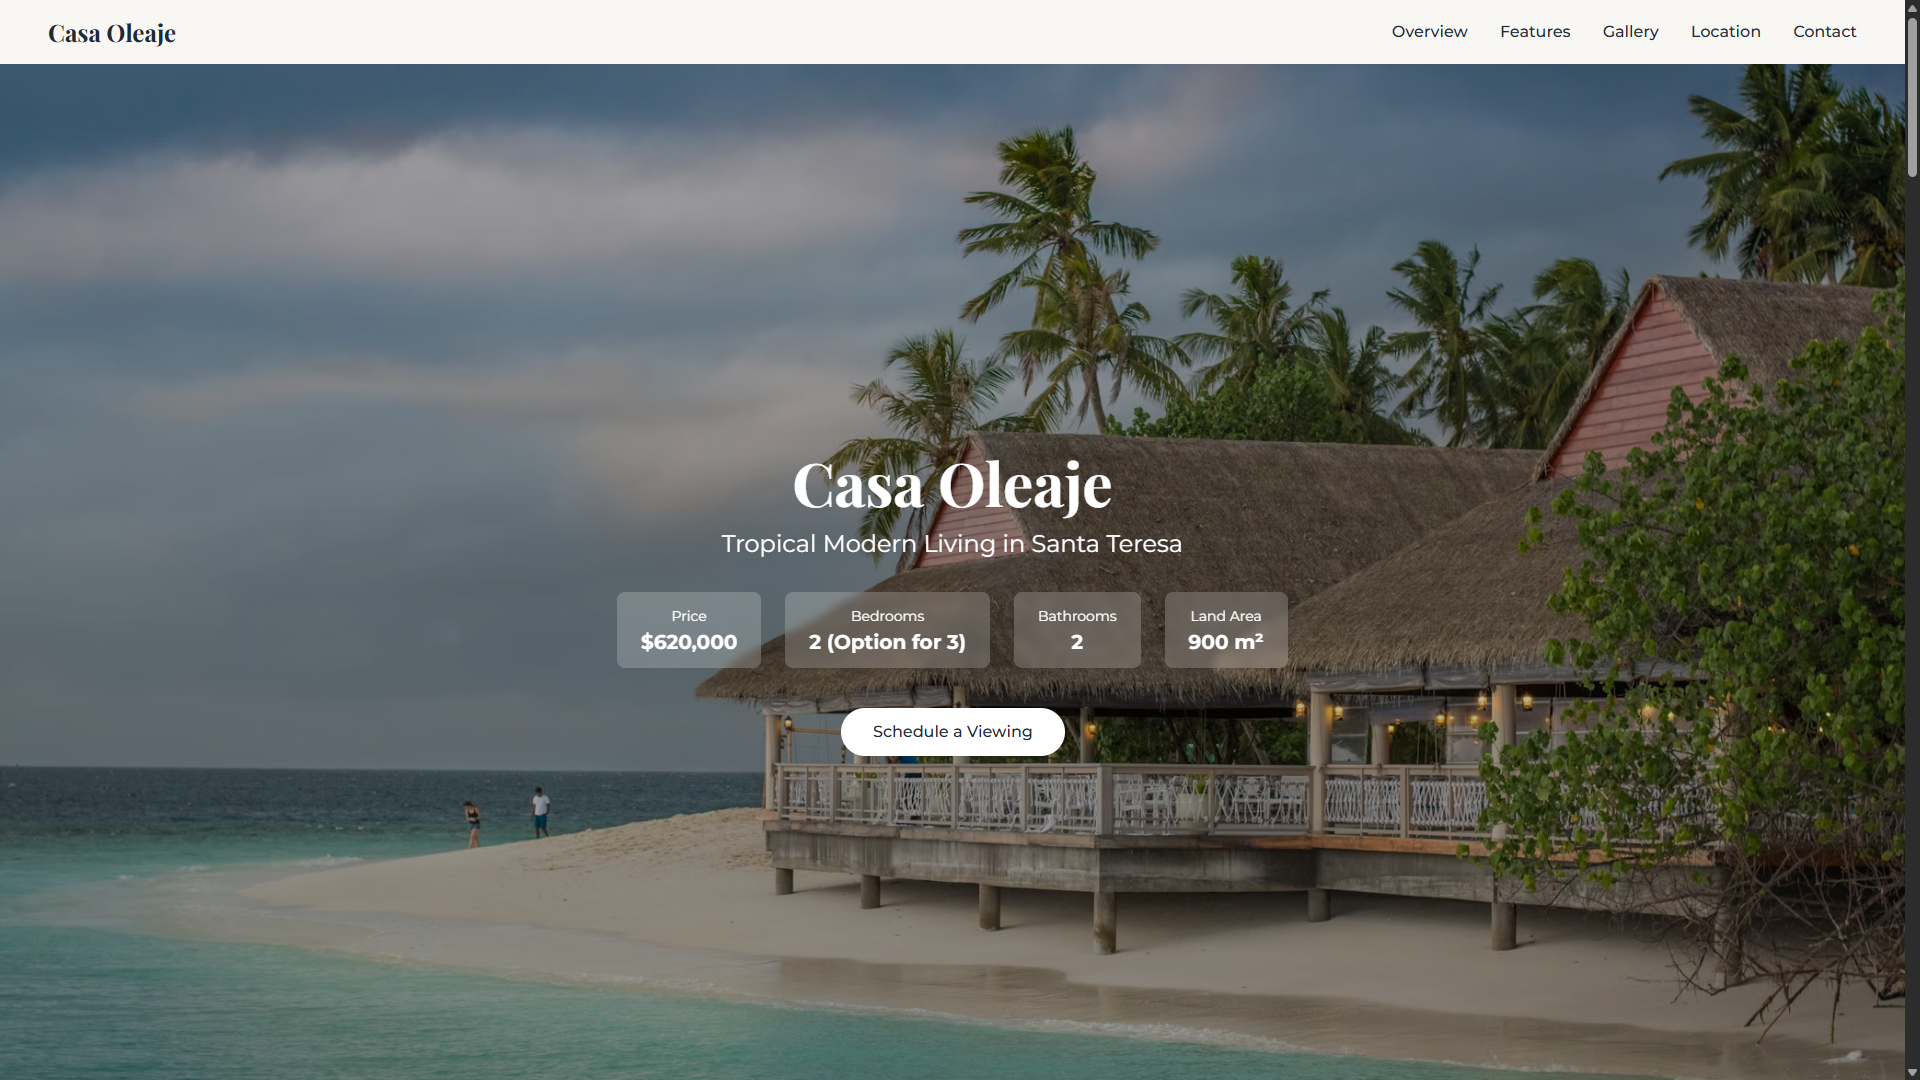 Casa Oleaje
Overview Features Gallery Location Contact
Casa Oleaje
Tropical Modern Living in Santa Teresa
Price
$620,000
Bedrooms
2 (Option for 3)
Bathrooms
2
Land Area
900 m²
Schedule a Viewing